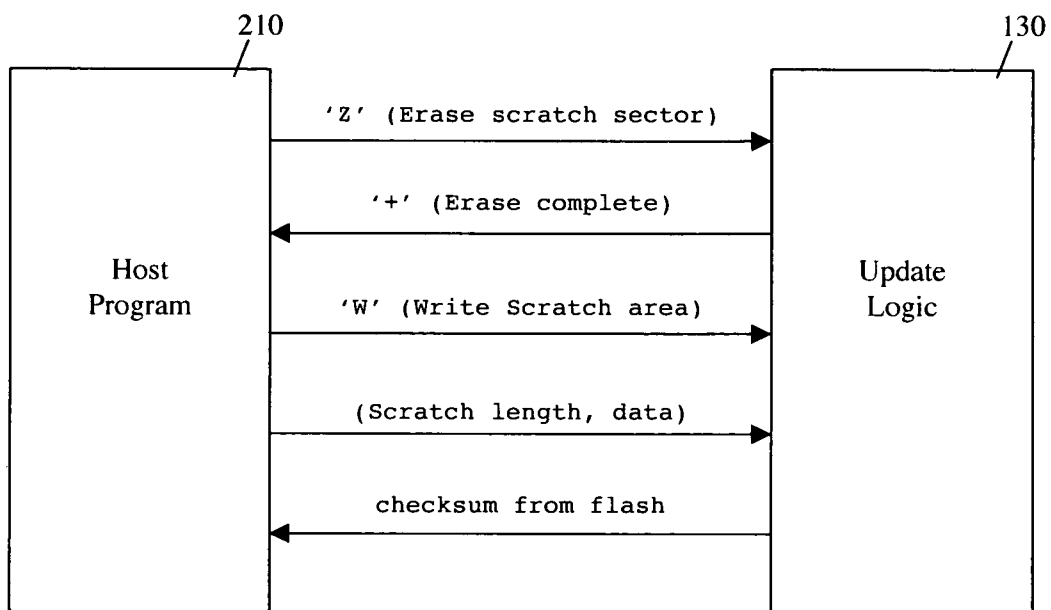 210
130
‘Z’ (Erase scratch sector)
‘+’ (Erase complete)
Host
Program
Update
Logic
‘W’ (Write Scratch area)
(Scratch length, data)
checksum from flash